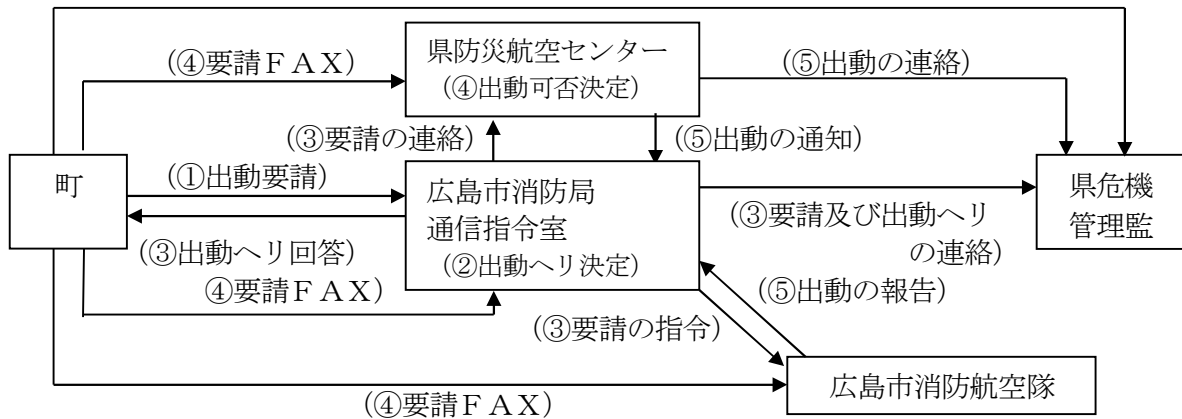 県防災航空センター
(④出動可否決定)
(④要請FAX)
(⑤出動の連絡)
(③要請の連絡)
(⑤出動の通知)
町
(①出動要請)
広島市消防局
通信指令室
(②出動ヘリ決定)
県危機
管理監
(③出動ヘリ回答)
(③要請及び出動ヘリ
の連絡)
④要請FAX)
(⑤出動の報告)
(③要請の指令)
広島市消防航空隊
(④要請FAX)